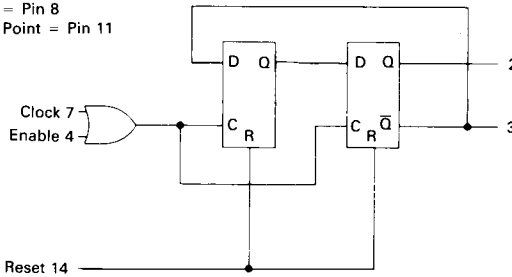 = Pin 8
Point = Pin 11
D Q
D Q 2
Clock 7
C
C Q̅ 3
Enable 4
R
R
Reset 14